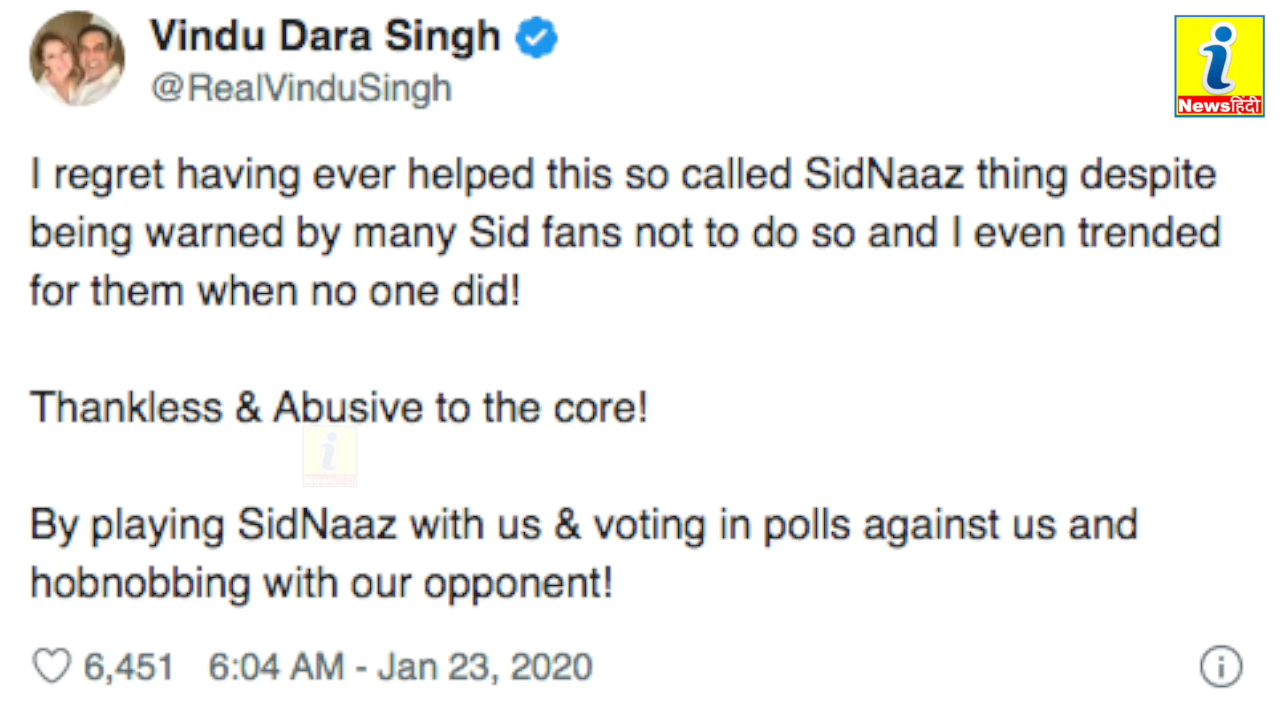 Vindu Dara Singh
@RealVinduSingh
i
Newsहिंदी
I regret having ever helped this so called SidNaaz thing despite
being warned by many Sid fans not to do so and I even trended
for them when no one did!
Thankless & Abusive to the core!
i
Newsहिंदी
By playing SidNaaz with us & voting in polls against us and
hobnobbing with our opponent!
6,451 6:04 AM - Jan 23, 2020